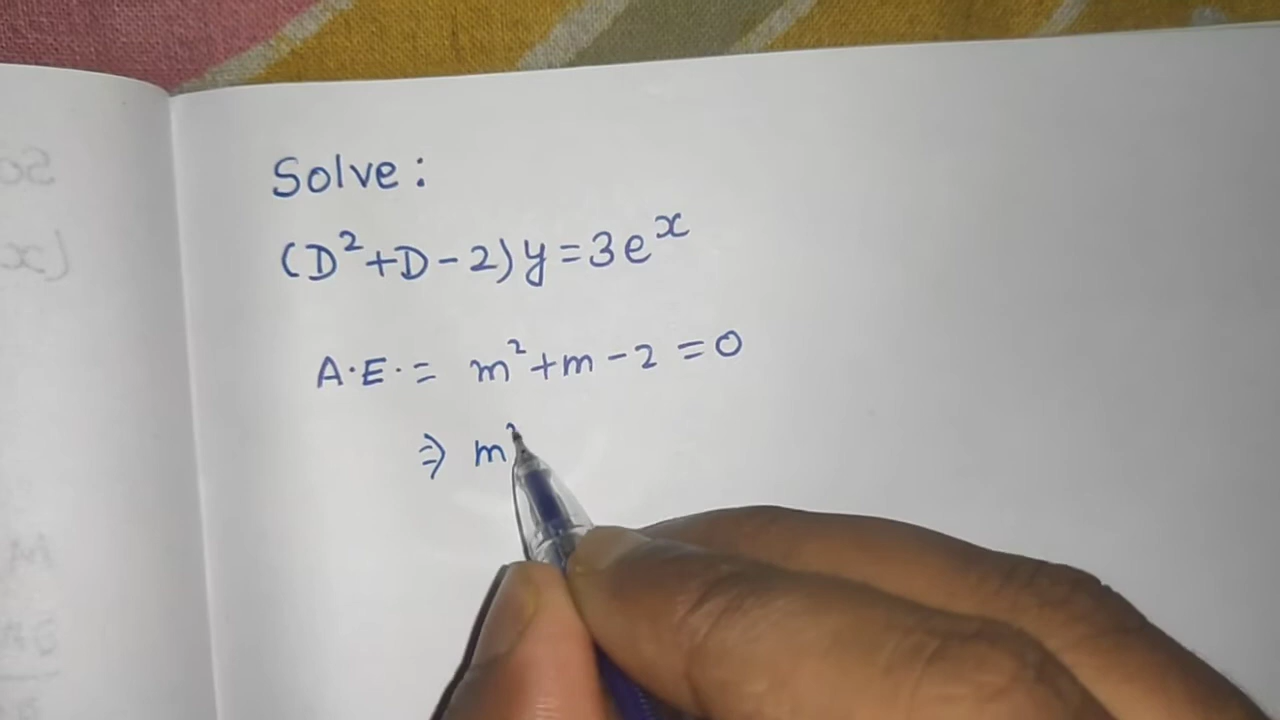 Solve:
(D²+D-2)y=3eˣ
A.E. = m²+m-2=0
⇒ m²